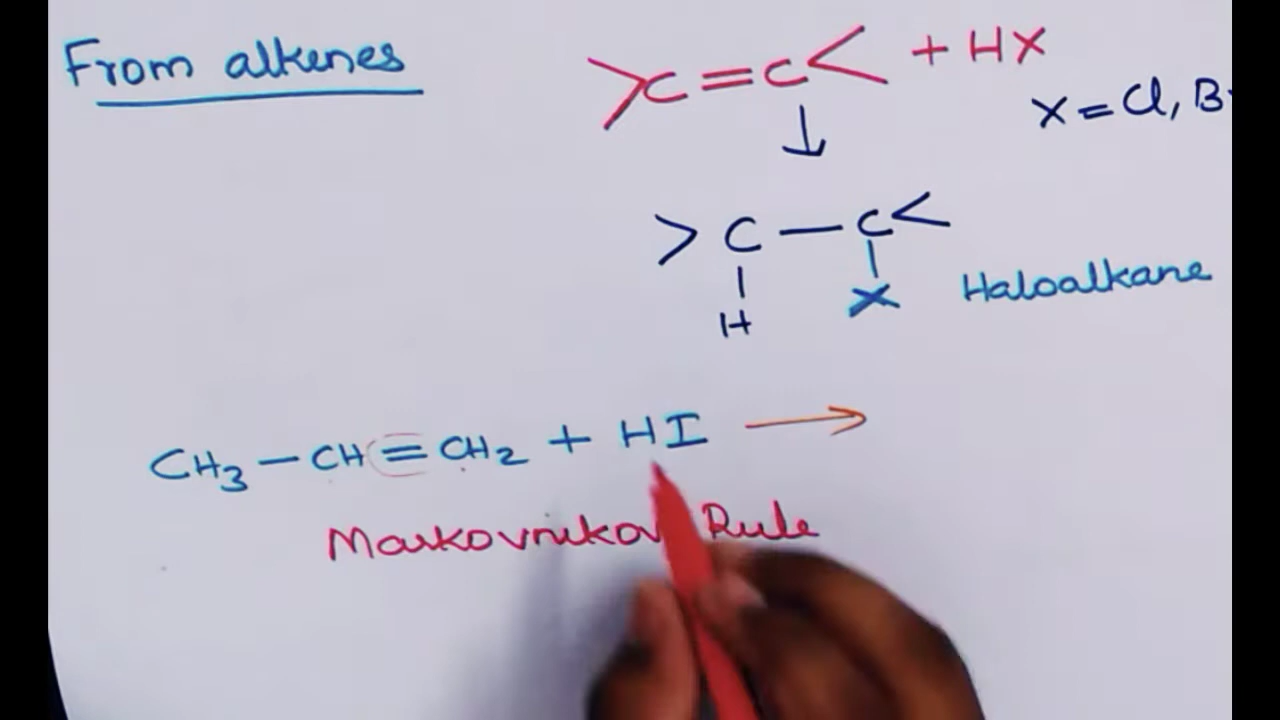 From alkenes
>C=C< + HX
X=Cl, B
↓
>C—C<
H X Haloalkane
CH3—CH=CH2 + HI →
Markovnikov Rule